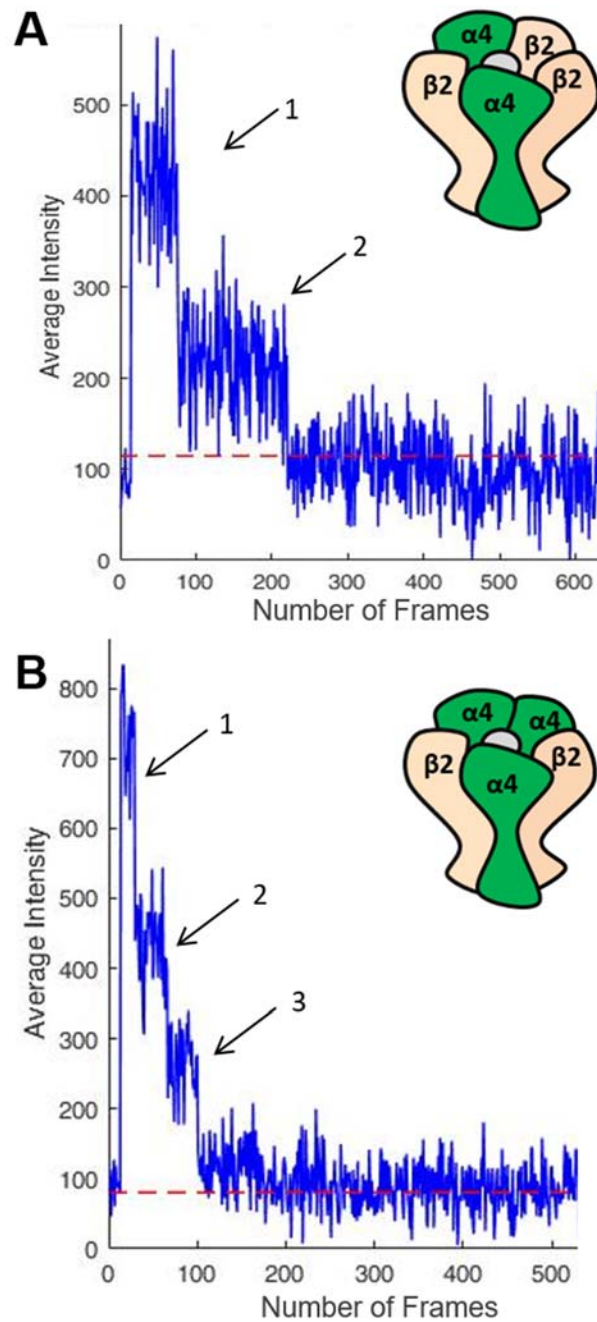 A
α4
β2
β2
β2
α4
1
2
Average Intensity
500
400
300
200
100
0
0 100 200 300 400 500 600
Number of Frames
B
α4
α4
β2
β2
α4
1
2
3
Average Intensity
800
700
600
500
400
300
200
100
0
0 100 200 300 400 500
Number of Frames